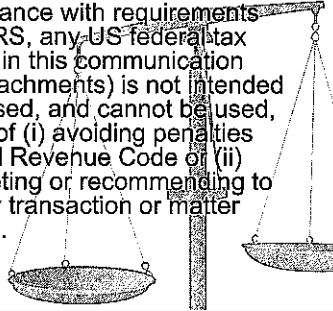 ance with requirements
RS, any US federal tax
in this communication
achments) is not intended
sed, and cannot be used,
of (i) avoiding penalties
l Revenue Code or (ii)
eting or recommending to
y transaction or matter
.